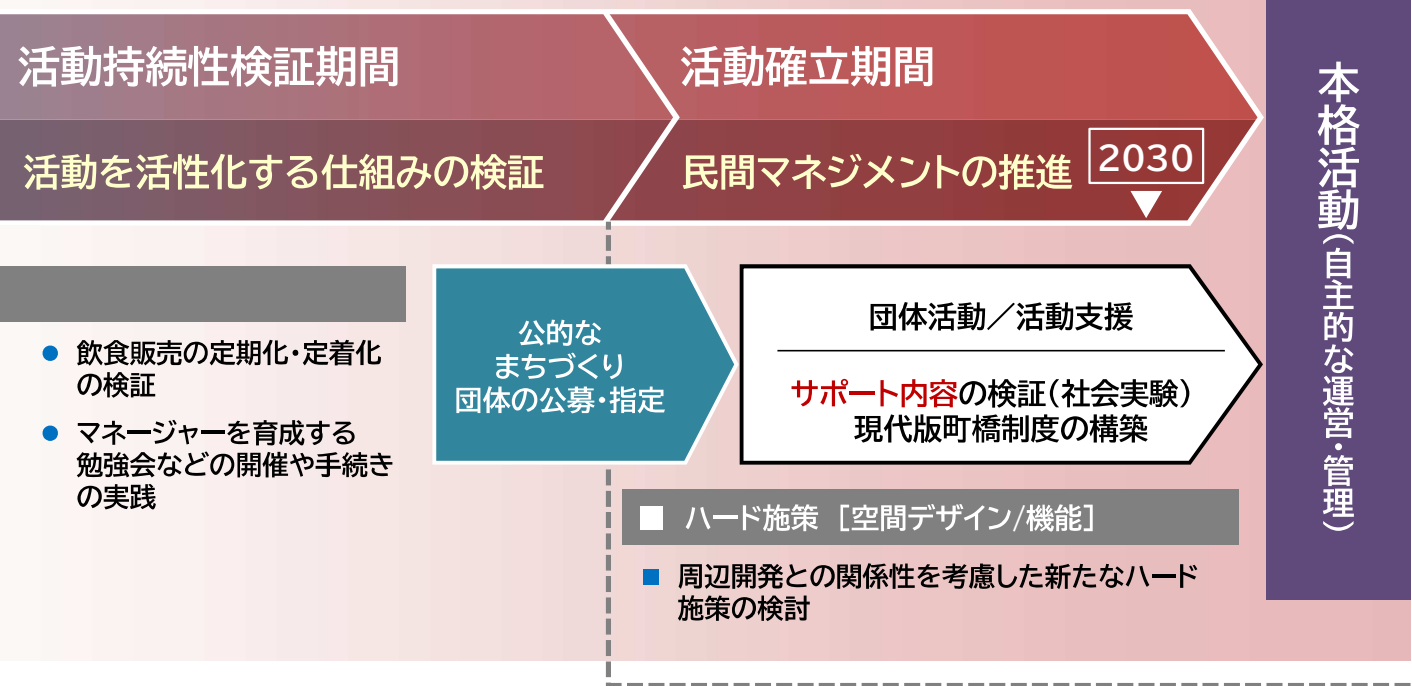 活動持続性検証期間
活動を活性化する仕組みの検証
活動確立期間
民間マネジメントの推進
2030
本格活動(自主的な運営・管理)
飲食販売の定期化・定着化
の検証
マネージャーを育成する
勉強会などの開催や手続き
の実践
公的な
まちづくり
団体の公募・指定
団体活動／活動支援
サポート内容の検証(社会実験)
現代版町橋制度の構築
ハード施策 [空間デザイン/機能]
周辺開発との関係性を考慮した新たなハード
施策の検討